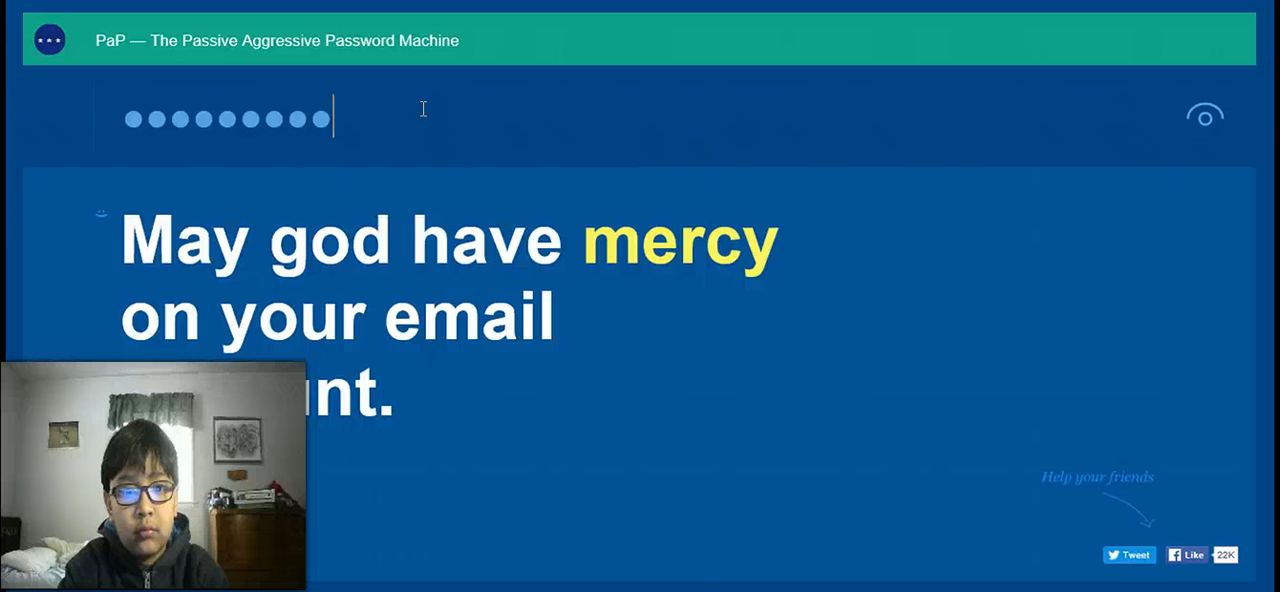 PaP — The Passive Aggressive Password Machine
May god have mercy
on your email
unt.
Help your friends
Tweet
Like 22K